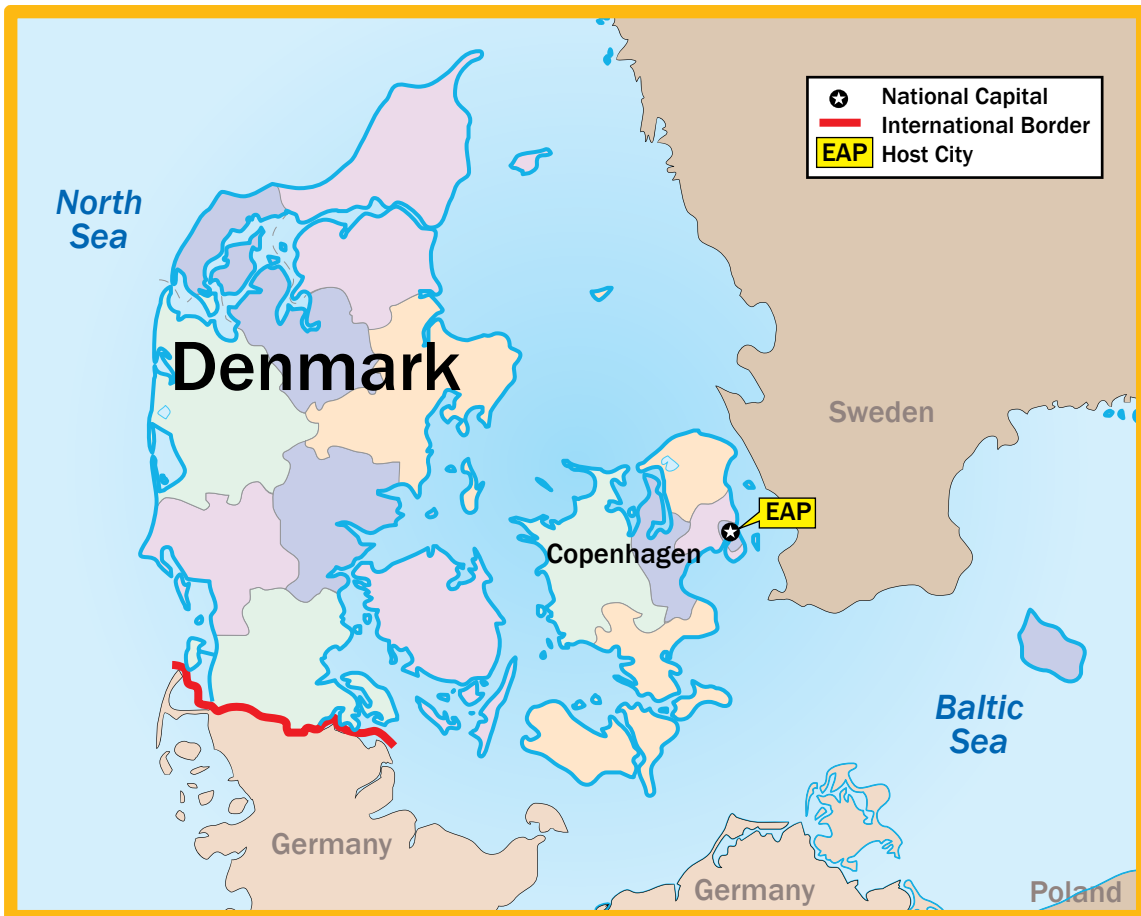 National Capital
International Border
EAP Host City
North
Sea
Denmark
Sweden
EAP
Copenhagen
Baltic
Sea
Germany
Germany
Poland